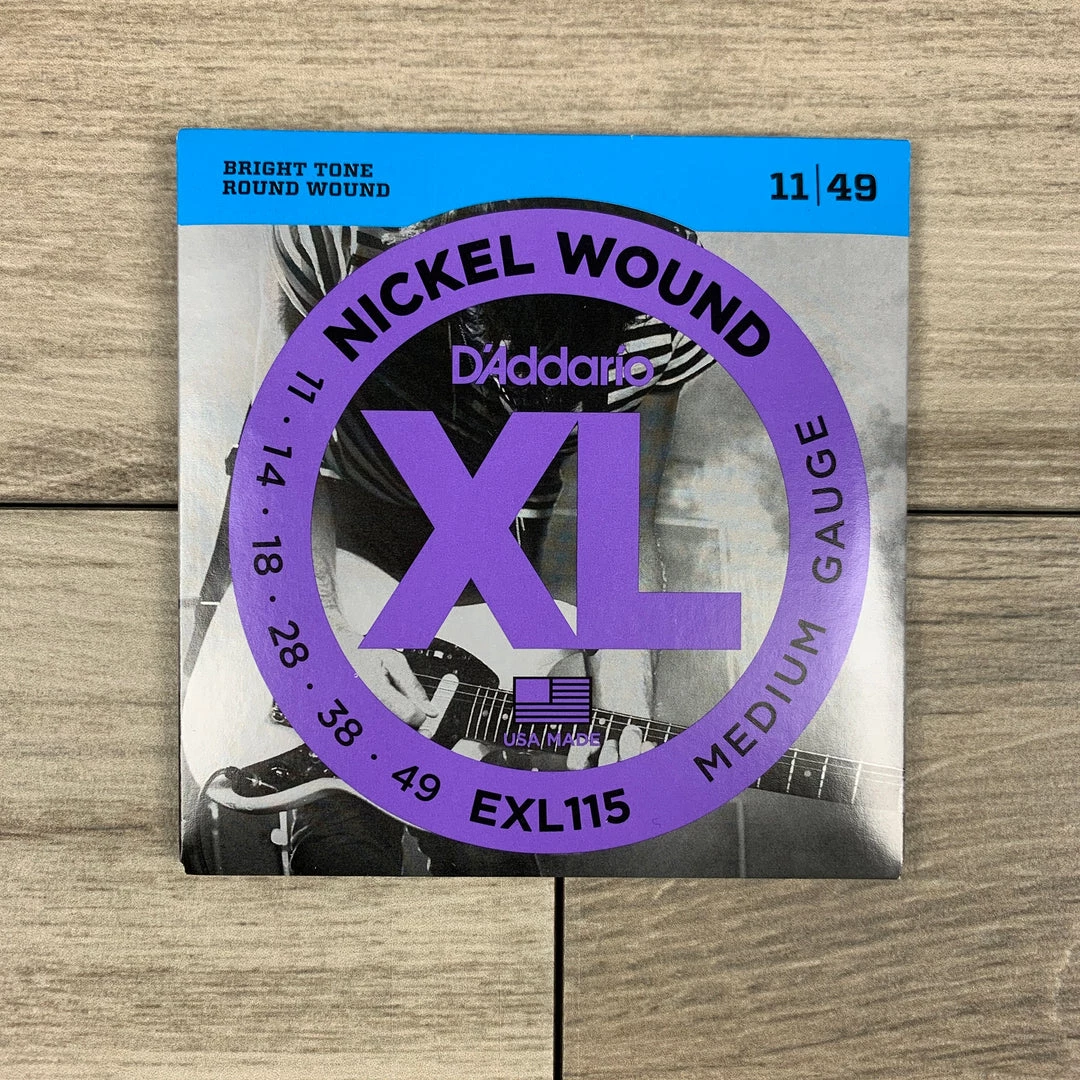 BRIGHT TONE
ROUND WOUND
11|49
NICKEL WOUND
D'Addario
XL
USA MADE
11 · 14 · 18 · 28 · 38 · 49
EXL115
MEDIUM GAUGE